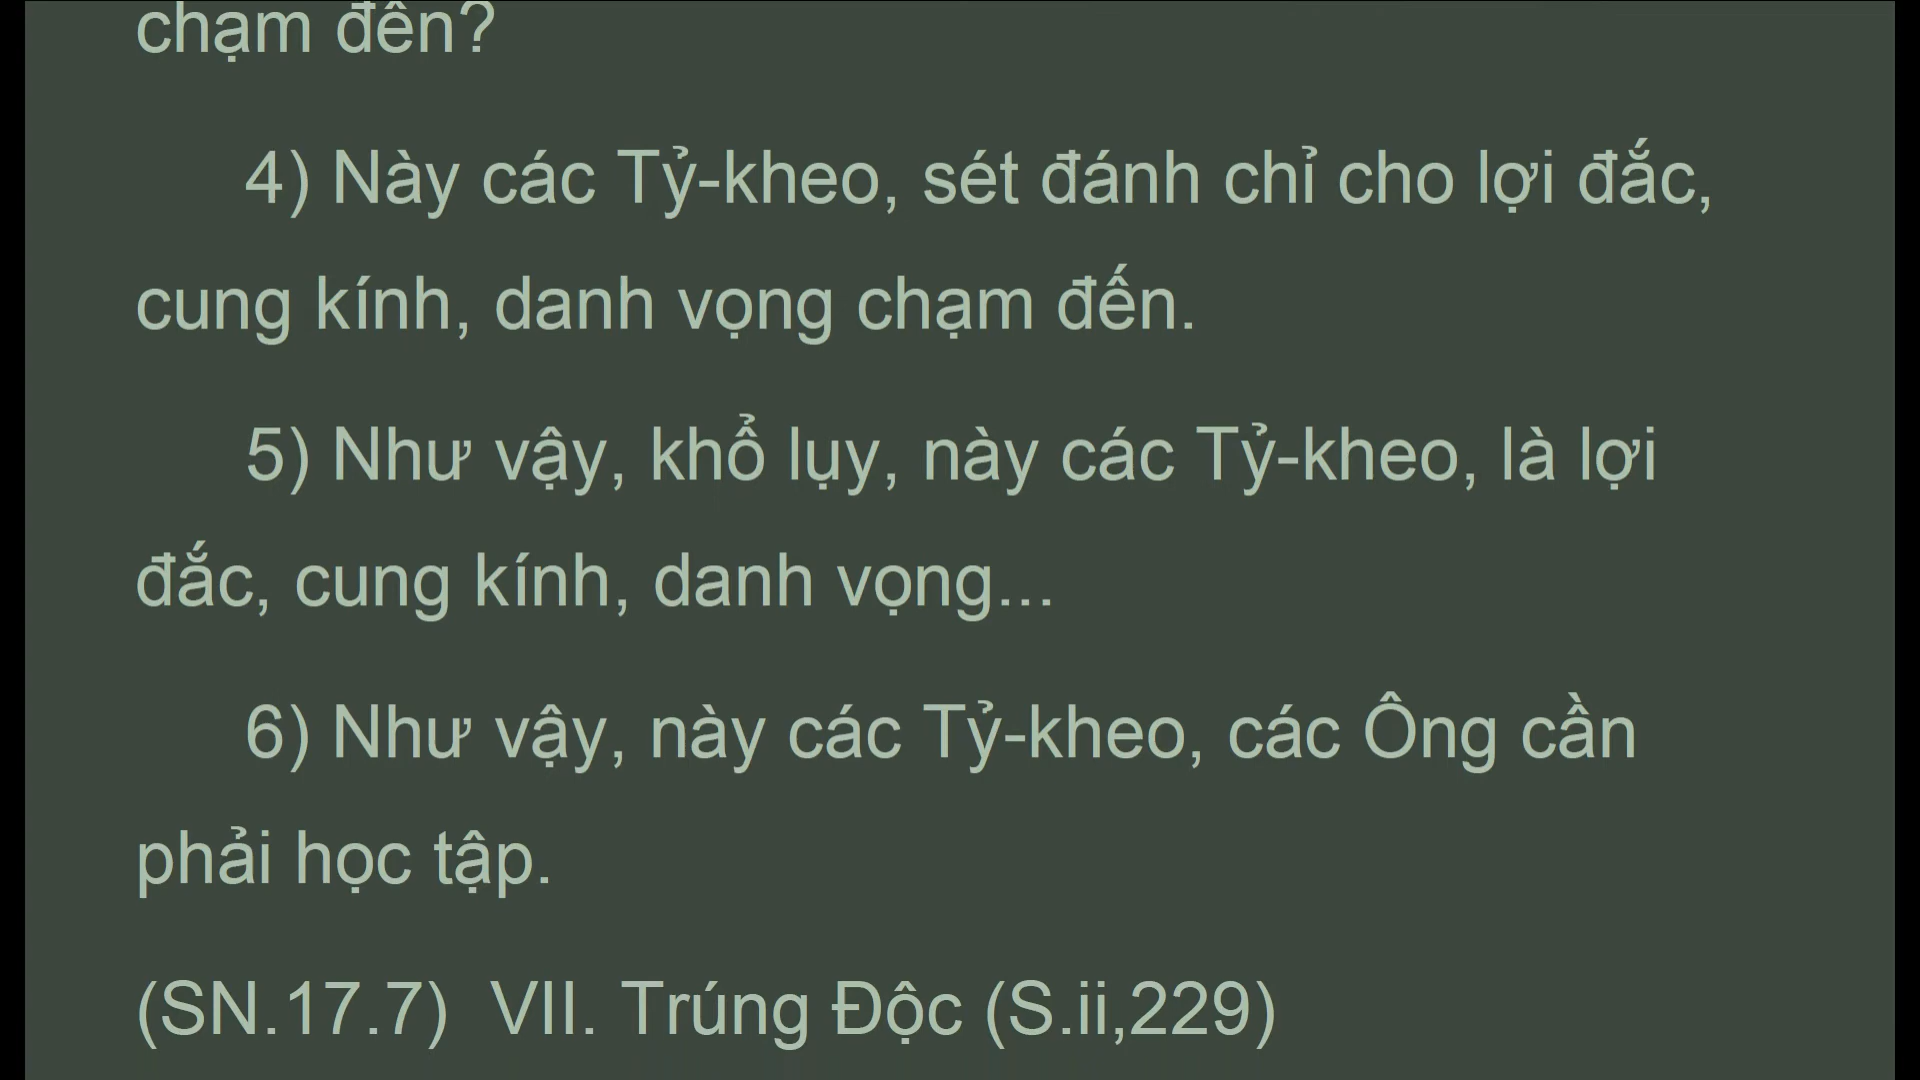 chạm đến?
4) Này các Tỷ-kheo, sét đánh chỉ cho lợi đắc,
cung kính, danh vọng chạm đến.
5) Như vậy, khổ lụy, này các Tỷ-kheo, là lợi
đắc, cung kính, danh vọng...
6) Như vậy, này các Tỷ-kheo, các Ông cần
phải học tập.
(SN.17.7) VII. Trúng Độc (S.ii,229)